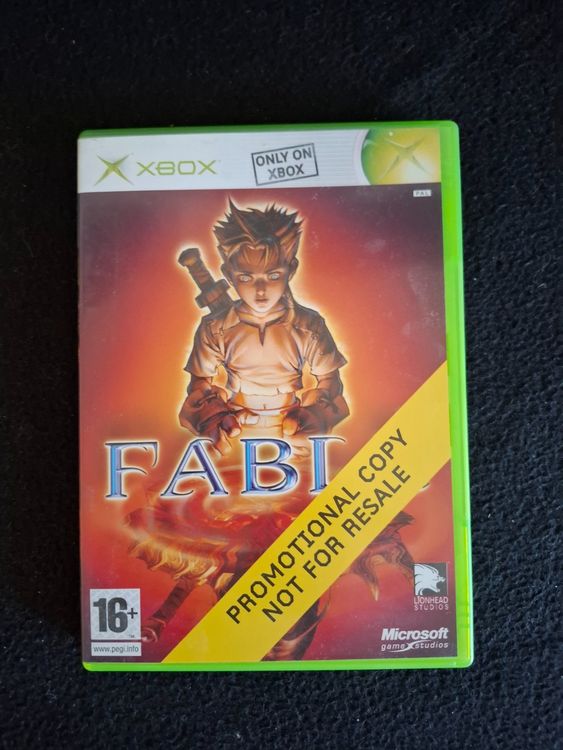 XBOX
ONLY ON
XBOX
PAL
FABL
PROMOTIONAL COPY
NOT FOR RESALE
16+
TM
www.pegi.info
LIONHEAD
STUDIOS
Microsoft
game studios